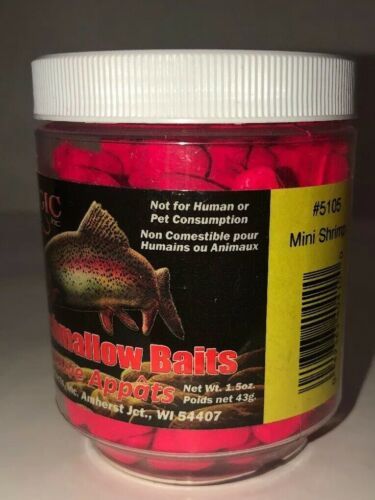 Not for Human or
Pet Consumption
Non Comestible pour
Humains ou Animaux
#5105
Mini Shrimp
Baits
Appâts
Net Wt. 1.5oz.
Poids net 43g.
Inc. Amherst Jct., WI 54407